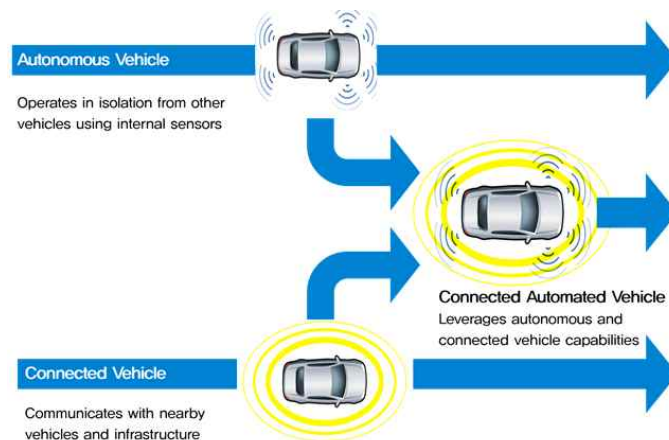 Autonomous Vehicle
Operates in isolation from other
vehicles using internal sensors
Connected Automated Vehicle
Leverages autonomous and
connected vehicle capabilities
Connected Vehicle
Communicates with nearby
vehicles and infrastructure